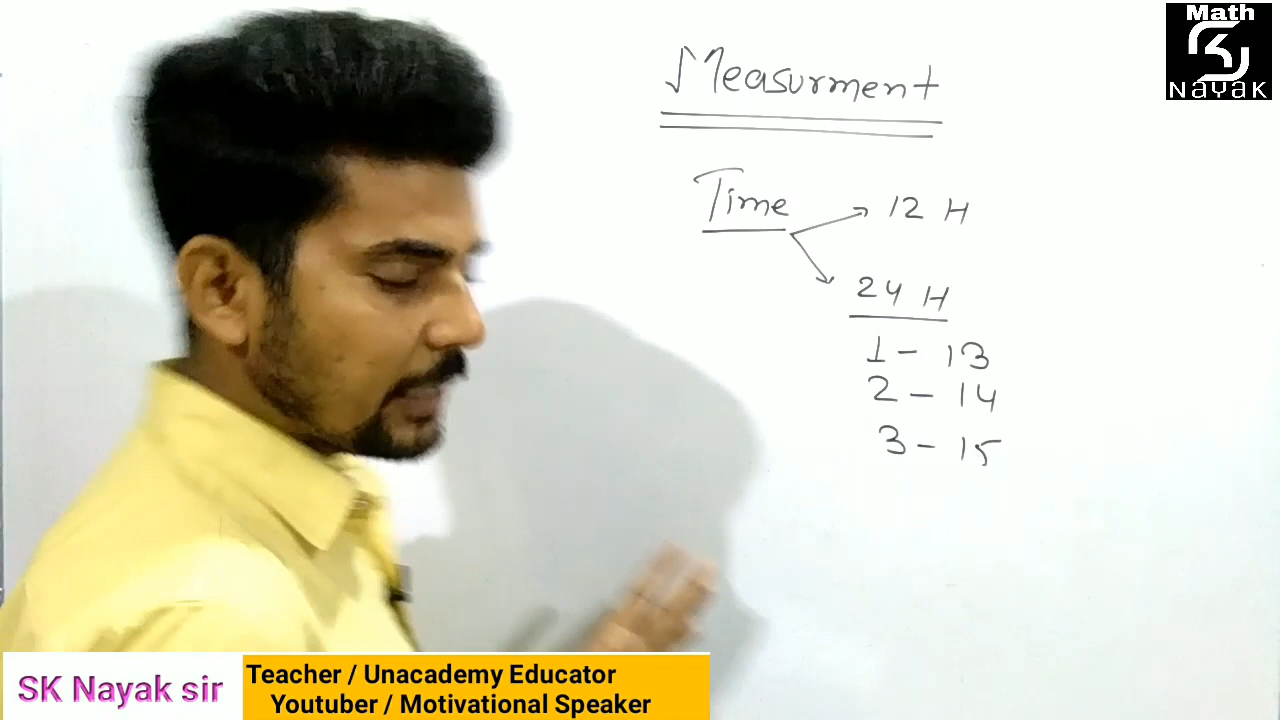 Math
NAYAK
Measurment
Time → 12 H
24 H
1 - 13
2 - 14
3 - 15
SK Nayak sir
Teacher / Unacademy Educator
Youtuber / Motivational Speaker